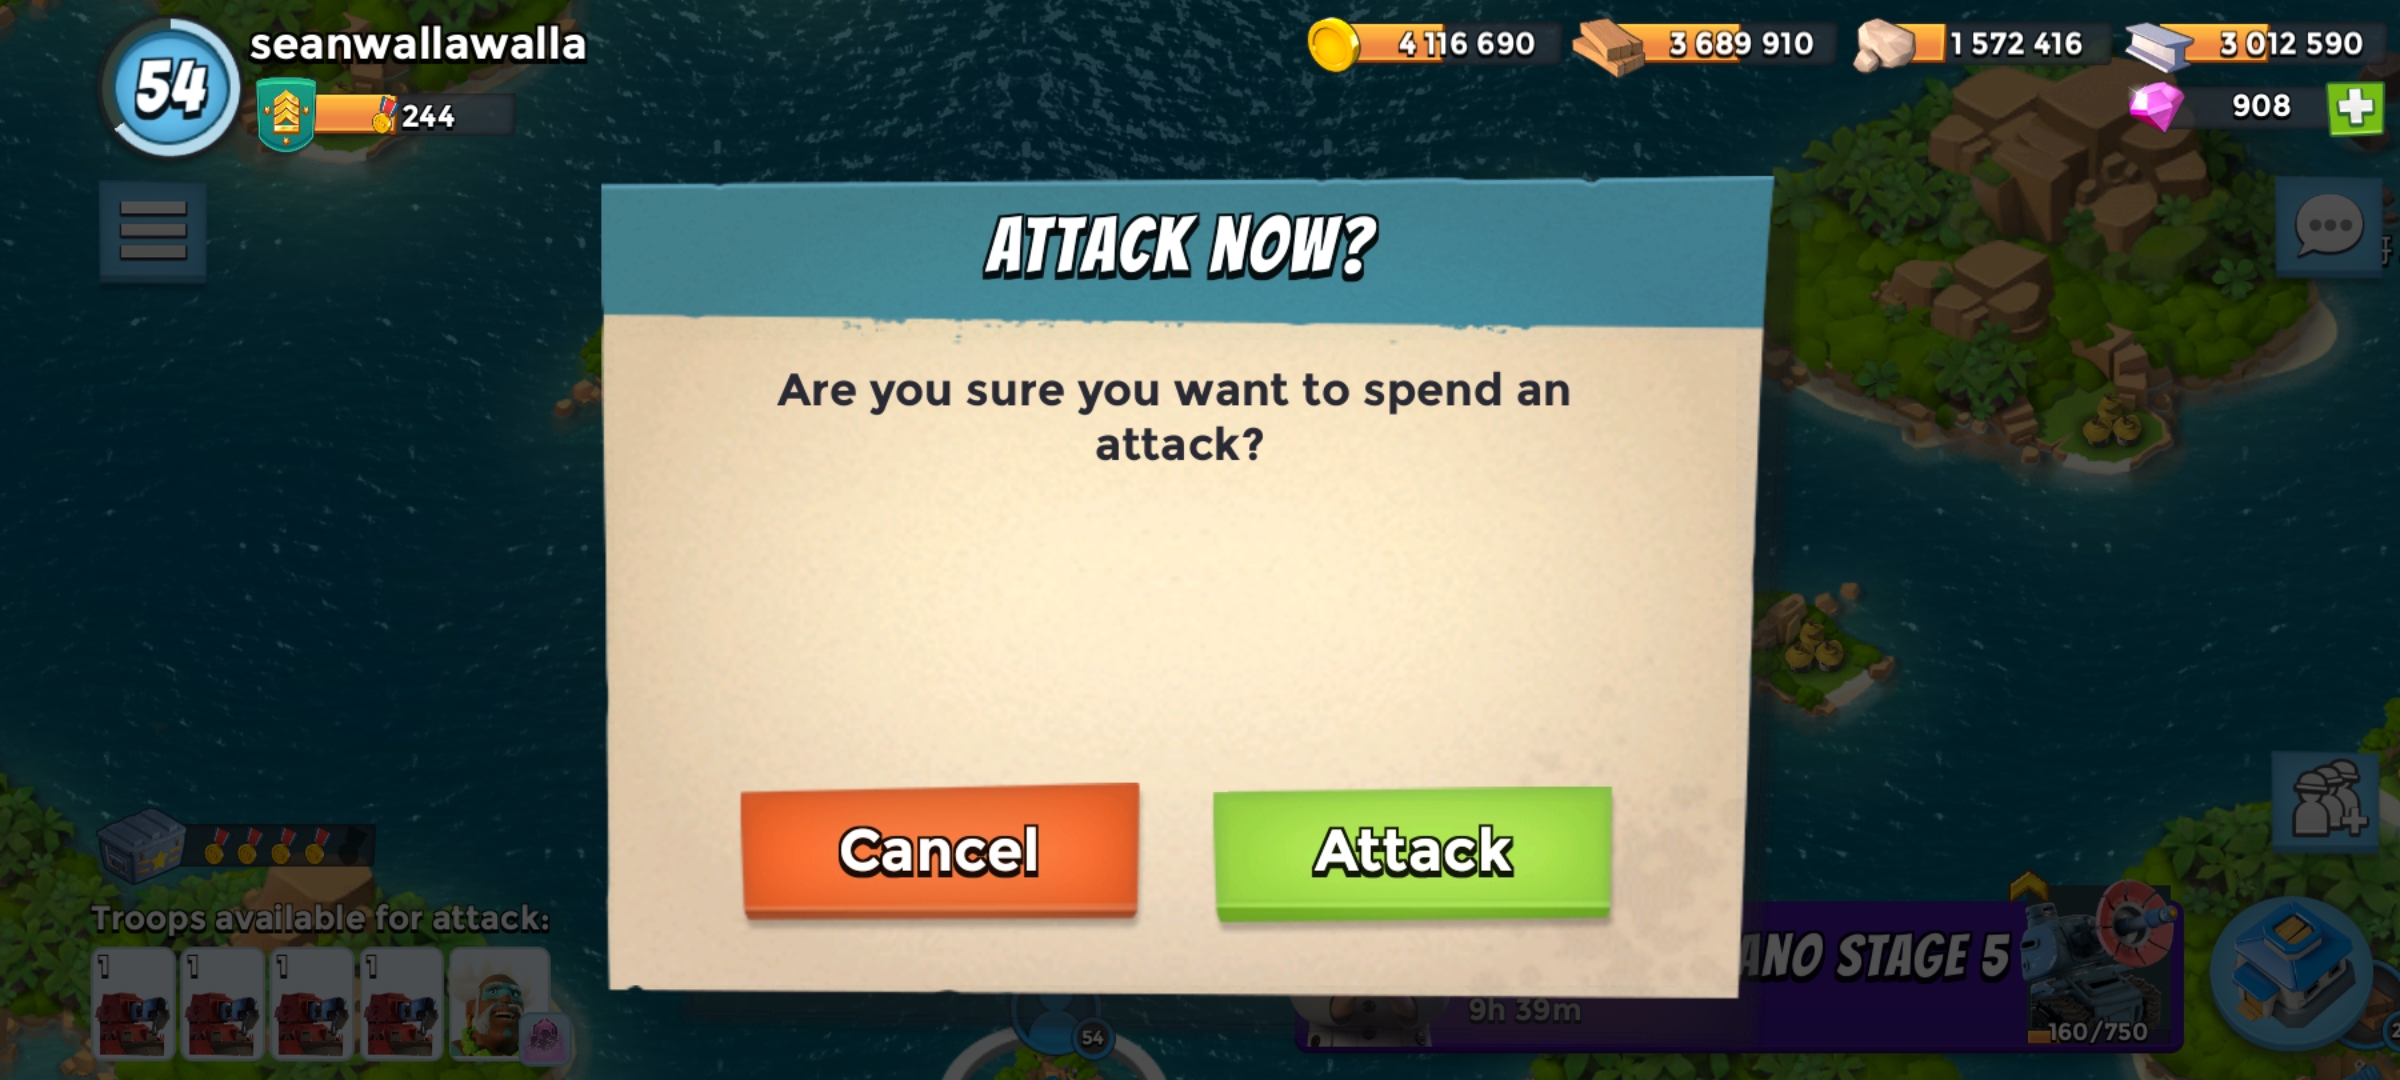 54
seanwallawalla
244
4 116 690
3 689 910
1 572 416
3 012 590
908
ATTACK NOW?
Are you sure you want to spend an
attack?
Cancel
Attack
Troops available for attack:
1
1
1
1
54
9h 39m
STAGE 5
160/750